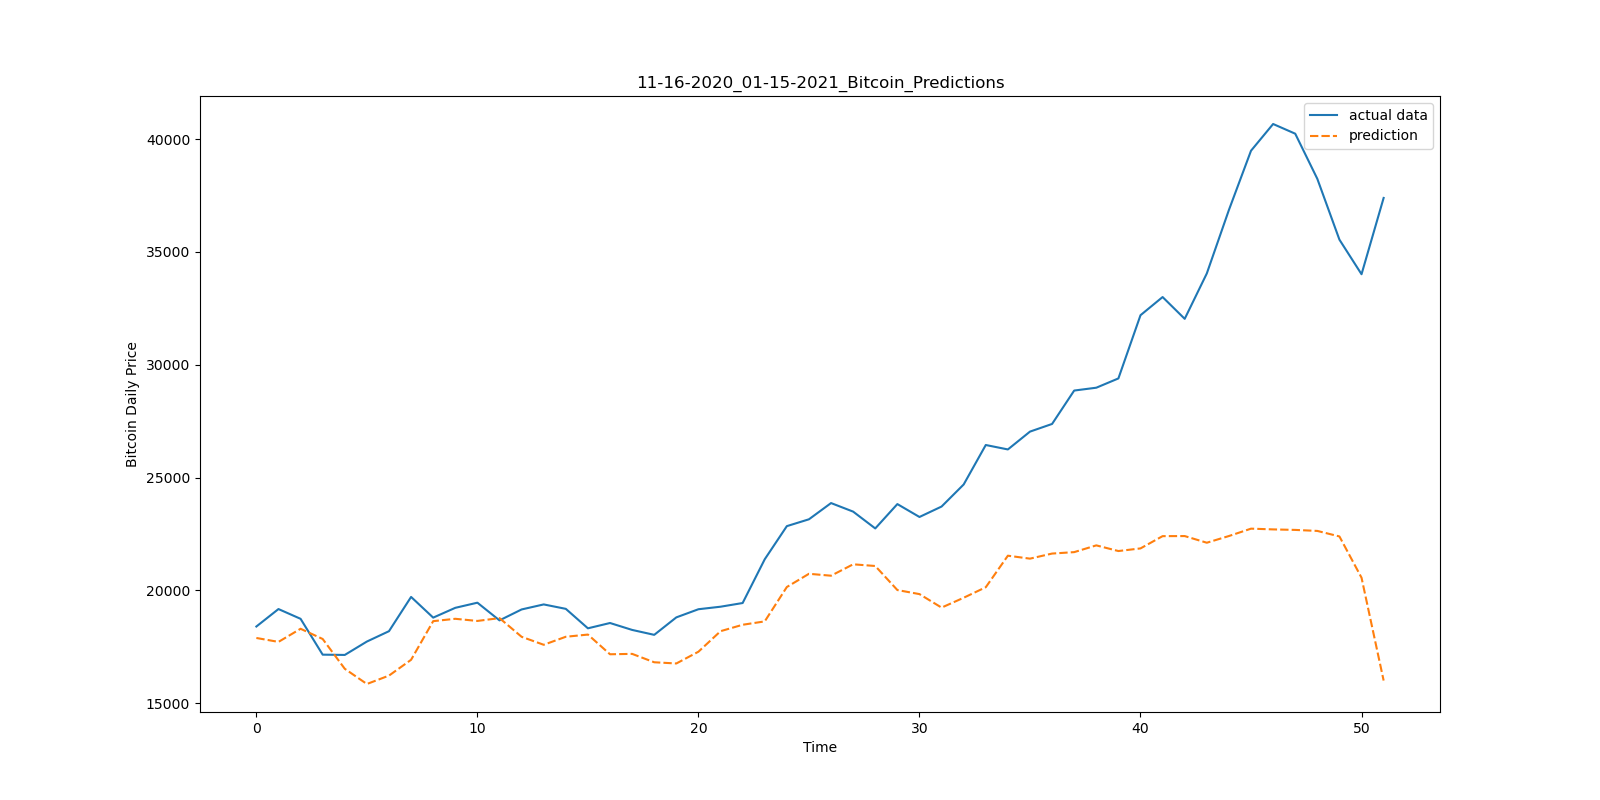 11-16-2020_01-15-2021_Bitcoin_Predictions
actual data
prediction
40000
35000
30000
25000
20000
15000
Bitcoin Daily Price
0 10 20 30 40 50
Time